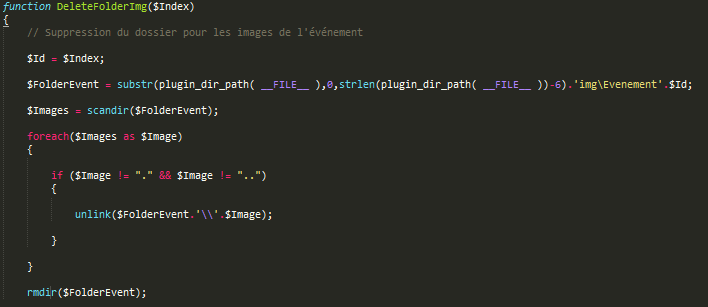 function DeleteFolderImg($Index)
{
// Suppression du dossier pour les images de l'événement
$Id = $Index;
$FolderEvent = substr(plugin_dir_path( __FILE__ ),0,strlen(plugin_dir_path( __FILE__ ))-6).'img\Evenement'.$Id;
$Images = scandir($FolderEvent);
foreach($Images as $Image)
{
if ($Image != "." && $Image != "..")
{
unlink($FolderEvent.'\\'.$Image);
}
}
rmdir($FolderEvent);